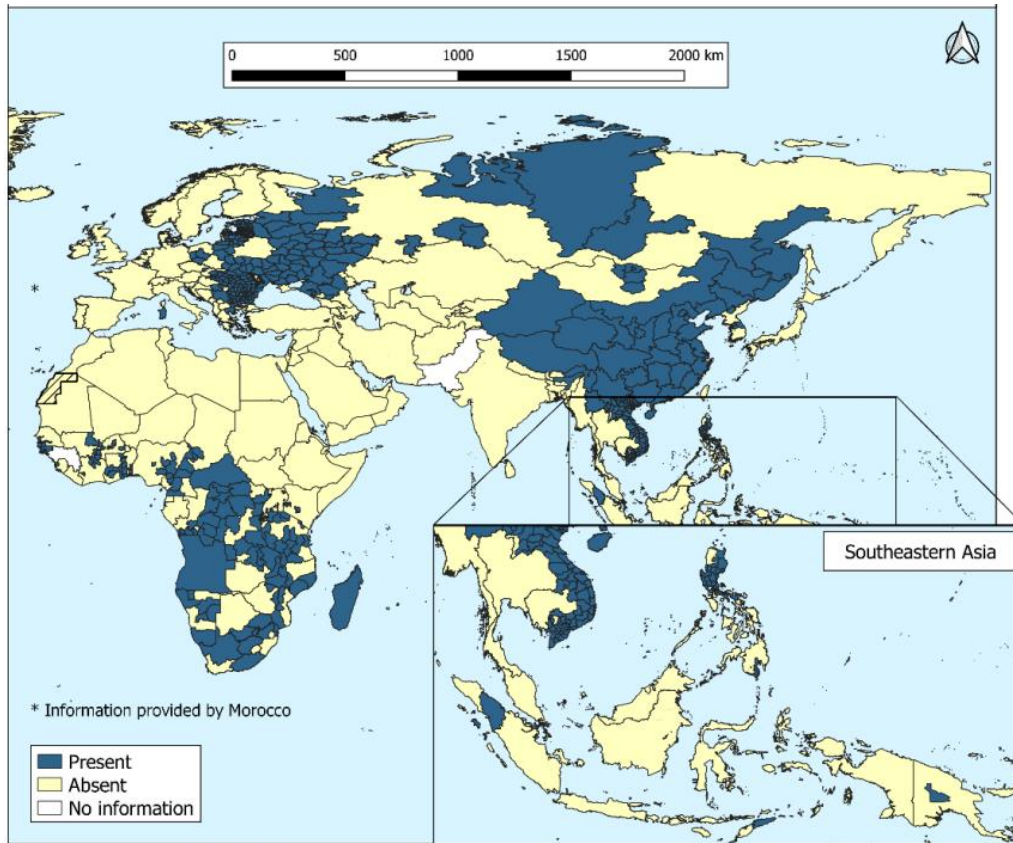 0 500 1000 1500 2000 km
*
Southeastern Asia
* Information provided by Morocco
Present
Absent
No information